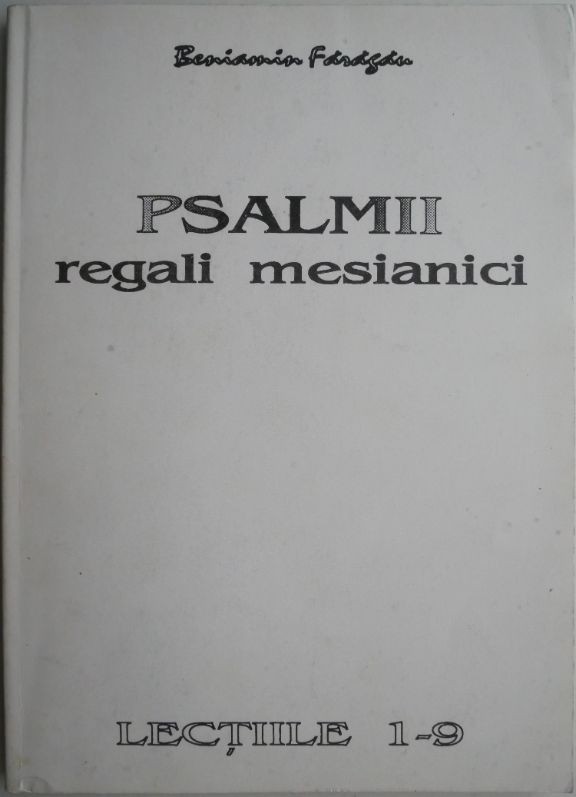 Beniamin Fărăgău
PSALMII
regali mesianici
LECȚIILE 1-9